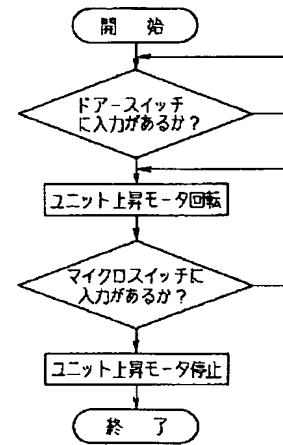 開始
ドアースイッチ
に入力があるか?
ユニット上昇モータ回転
マイクロスイッチに
入力があるか?
ユニット上昇モータ停止
終了